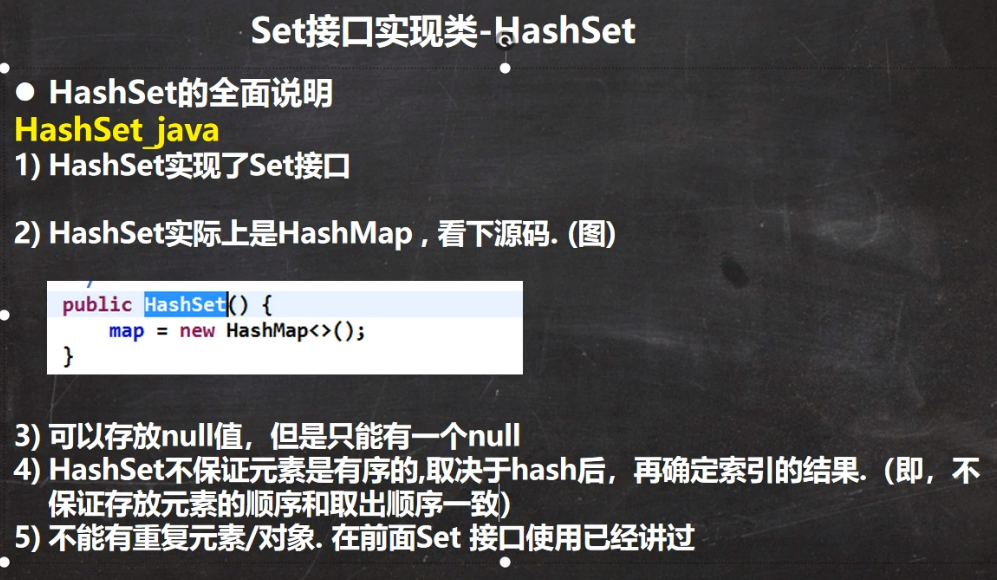 Set接口实现类-HashSet
● HashSet的全面说明
HashSet_java
1) HashSet实现了Set接口
2) HashSet实际上是HashMap , 看下源码. (图)
public HashSet() {
map = new HashMap<>();
}
3) 可以存放null值，但是只能有一个null
4) HashSet不保证元素是有序的,取决于hash后，再确定索引的结果.（即，不
保证存放元素的顺序和取出顺序一致）
5) 不能有重复元素/对象. 在前面Set 接口使用已经讲过